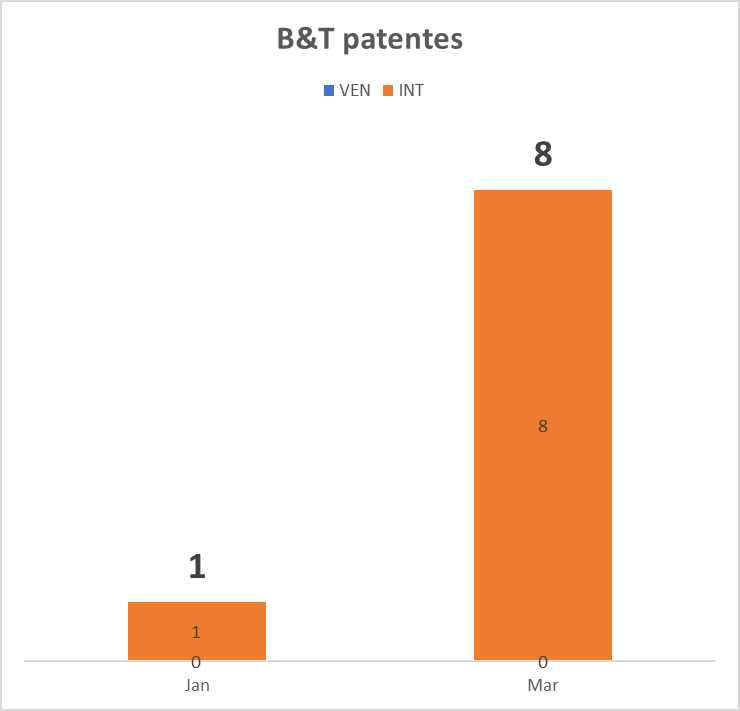 B&T patentes
VEN INT
8
8
1
1
0 0
Jan Mar